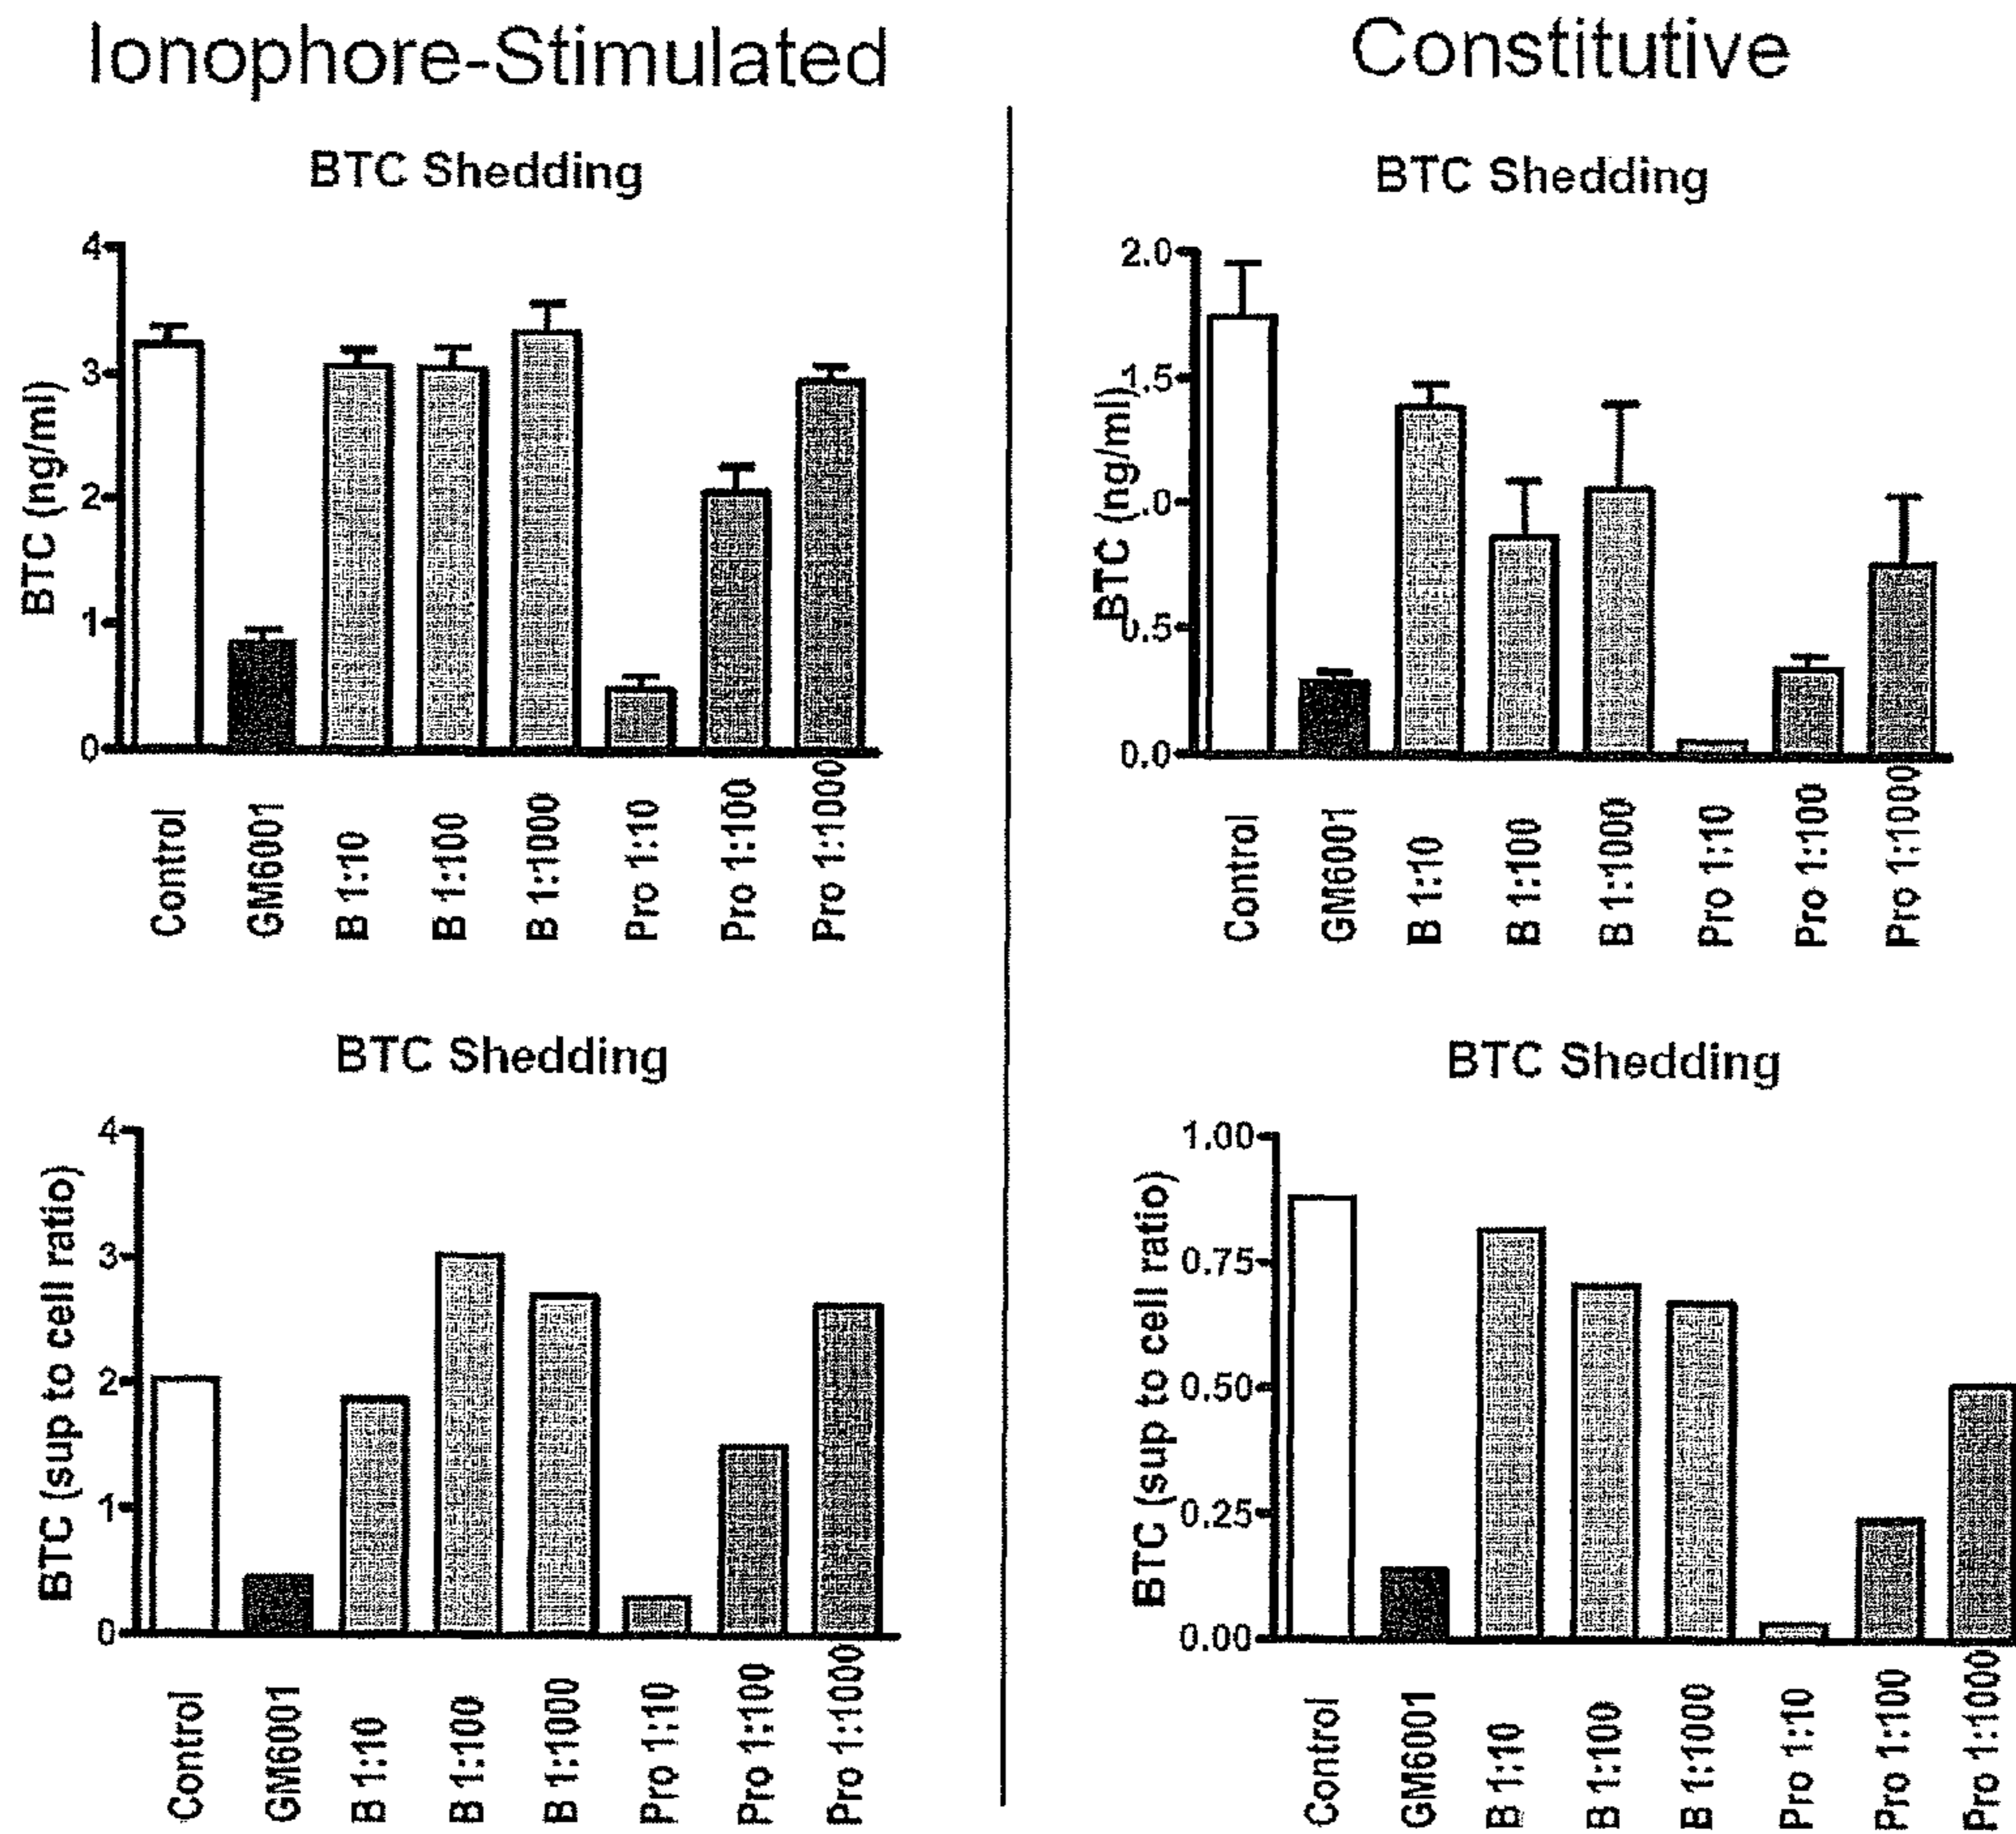 Ionophore-Stimulated
BTC Shedding
BTC (ng/ml)
4
3
2
1
0
Control
GM6001
B 1:10
B 1:100
B 1:1000
Pro 1:10
Pro 1:100
Pro 1:1000
BTC Shedding
BTC (sup to cell ratio)
4
3
2
1
0
Control
GM6001
B 1:10
B 1:100
B 1:1000
Pro 1:10
Pro 1:100
Pro 1:1000
Constitutive
BTC Shedding
BTC (ng/ml)
2.0
1.5
.0
0.5
0.0
Control
GM6001
B 1:10
B 1:100
B 1:1000
Pro 1:10
Pro 1:100
Pro 1:1000
BTC Shedding
BTC (sup to cell ratio)
1.00
0.75
0.50
0.25
0.00
Control
GM6001
B 1:10
B 1:100
B 1:1000
Pro 1:10
Pro 1:100
Pro 1:1000